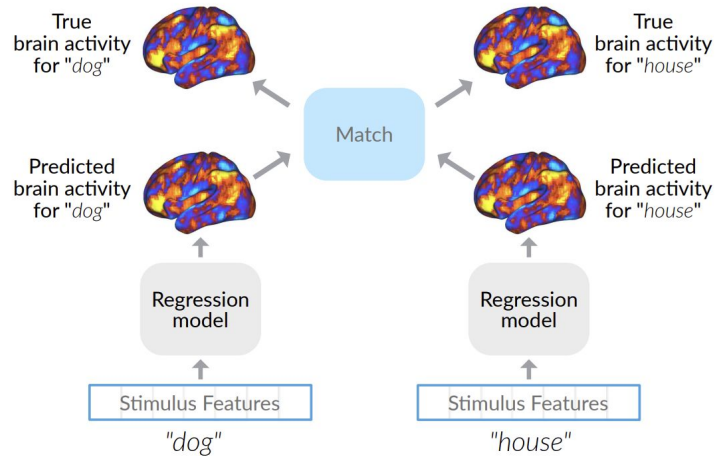 True
brain activity
for "dog"
True
brain activity
for "house"
Match
Predicted
brain activity
for "dog"
Predicted
brain activity
for "house"
Regression
model
Regression
model
Stimulus Features
Stimulus Features
"dog"
"house"